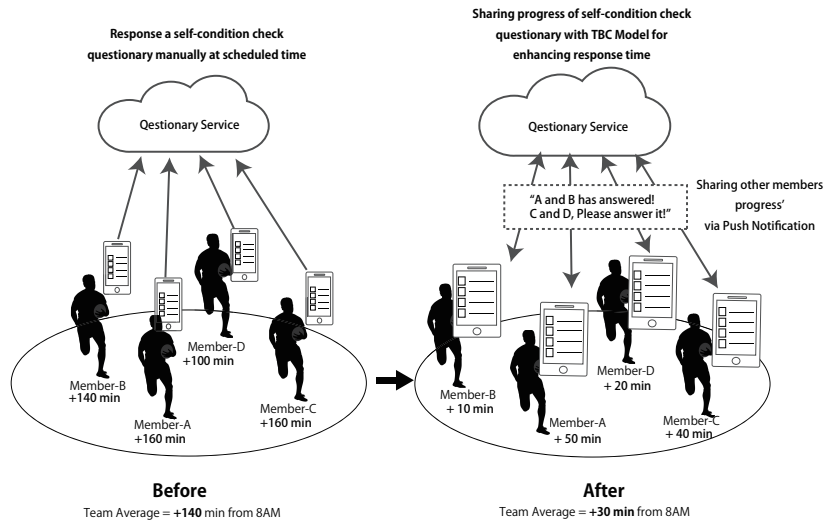 Response a self-condition check
questionary manually at scheduled time
Qestionary Service
Member-D
+100 min
Member-B
+140 min
Member-A
+160 min
Member-C
+160 min
Before
Team Average = +140 min from 8AM
Sharing progress of self-condition check
questionary with TBC Model for
enhancing response time
Qestionary Service
"A and B has answered!
C and D, Please answer it!"
Sharing other members
progress'
via Push Notification
Member-D
+ 20 min
Member-B
+ 10 min
Member-A
+ 50 min
Member-C
+ 40 min
After
Team Average = +30 min from 8AM